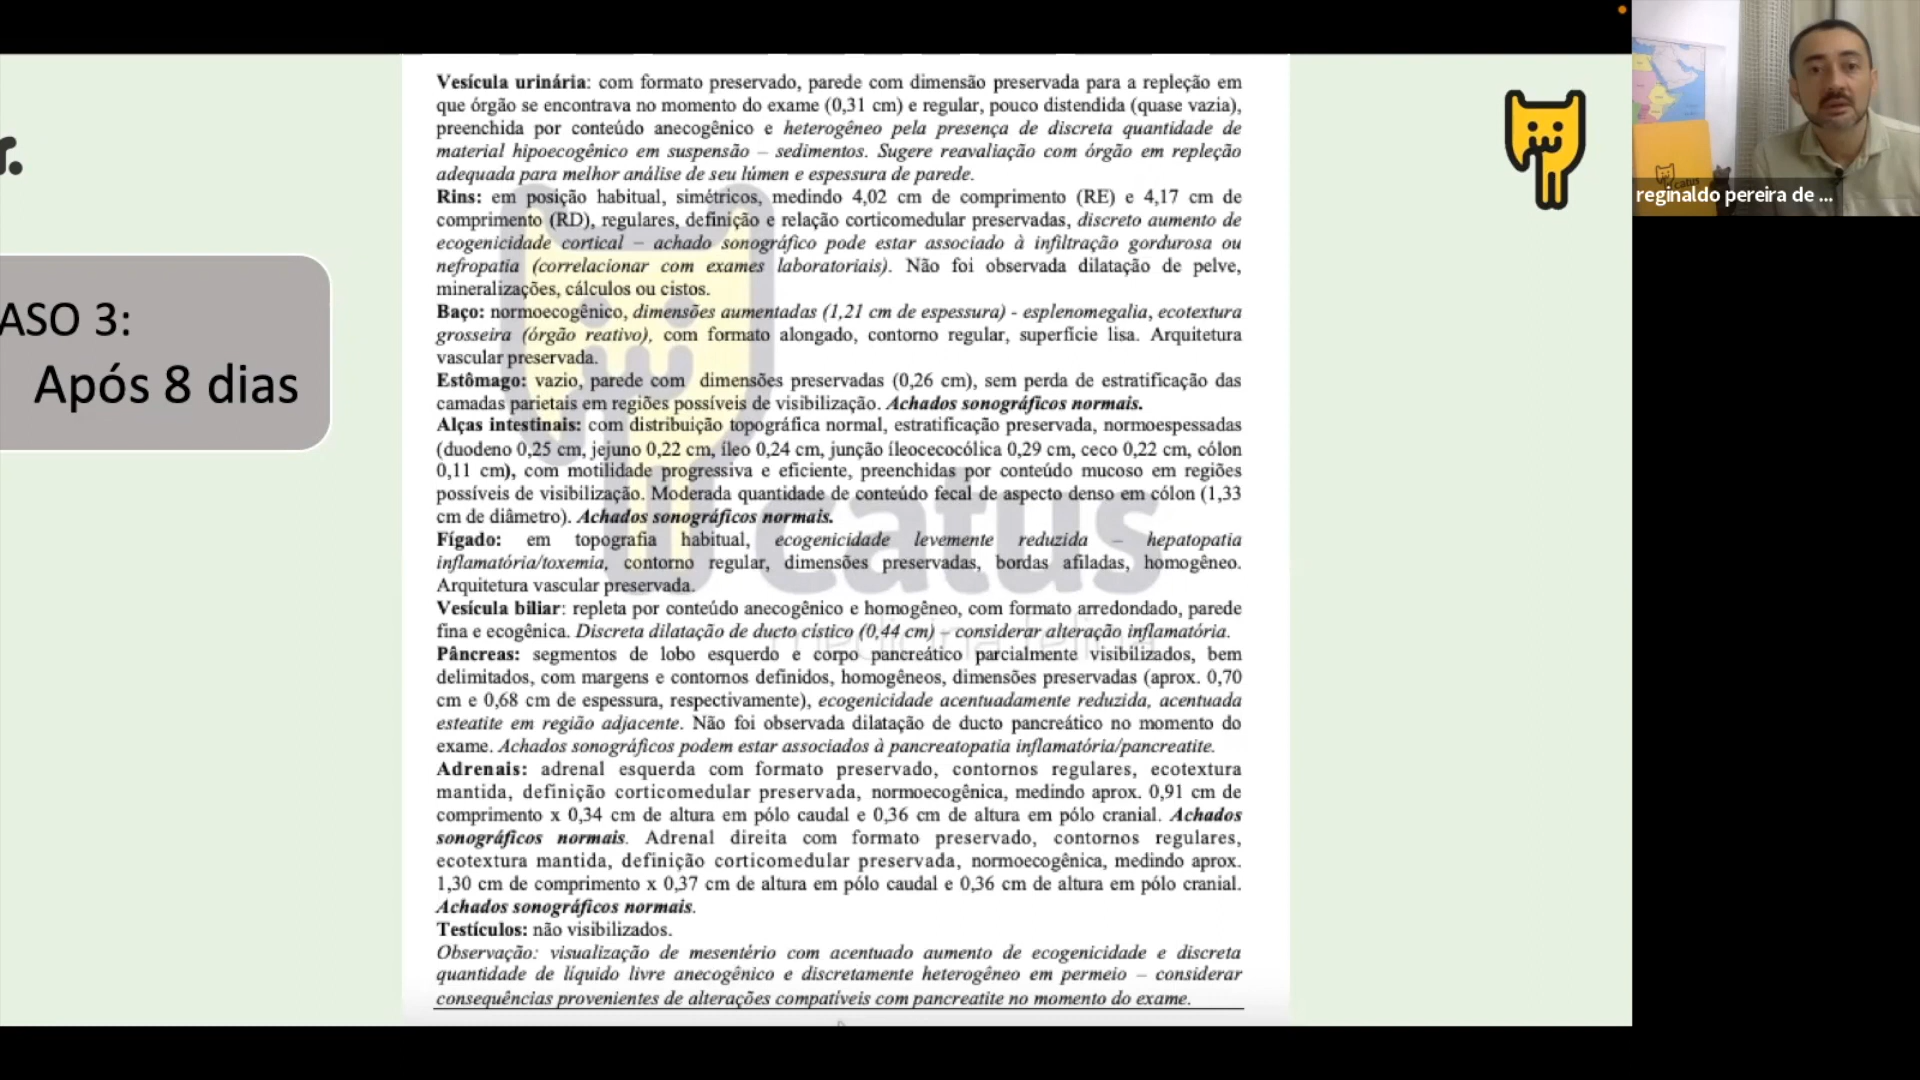 r.
ASO 3:
Após 8 dias
Vesícula urinária: com formato preservado, parede com dimensão preservada para a repleção em
que órgão se encontrava no momento do exame (0,31 cm) e regular, pouco distendida (quase vazia),
preenchida por conteúdo anecogênico e heterogêneo pela presença de discreta quantidade de
material hipoecogênico em suspensão – sedimentos. Sugere reavaliação com órgão em repleção
adequada para melhor análise de seu lúmen e espessura de parede.
Rins: em posição habitual, simétricos, medindo 4,02 cm de comprimento (RE) e 4,17 cm de
comprimento (RD), regulares, definição e relação corticomedular preservadas, discreto aumento de
ecogenicidade cortical – achado sonográfico pode estar associado à infiltração gordurosa ou
nefropatia (correlacionar com exames laboratoriais). Não foi observada dilatação de pelve,
mineralizações, cálculos ou cistos.
Baço: normoecogênico, dimensões aumentadas (1,21 cm de espessura) - esplenomegalia, ecotextura
grosseira (órgão reativo), com formato alongado, contorno regular, superfície lisa. Arquitetura
vascular preservada.
Estômago: vazio, parede com dimensões preservadas (0,26 cm), sem perda de estratificação das
camadas parietais em regiões possíveis de visibilização. Achados sonográficos normais.
Alças intestinais: com distribuição topográfica normal, estratificação preservada, normoespessadas
(duodeno 0,25 cm, jejuno 0,22 cm, íleo 0,24 cm, junção íleocecocólica 0,29 cm, ceco 0,22 cm, cólon
0,11 cm), com motilidade progressiva e eficiente, preenchidas por conteúdo mucoso em regiões
possíveis de visibilização. Moderada quantidade de conteúdo fecal de aspecto denso em cólon (1,33
cm de diâmetro). Achados sonográficos normais.
Fígado: em topografia habitual, ecogenicidade levemente reduzida – hepatopatia
inflamatória/toxemia, contorno regular, dimensões preservadas, bordas afiladas, homogêneo.
Arquitetura vascular preservada.
Vesícula biliar: repleta por conteúdo anecogênico e homogêneo, com formato arredondado, parede
fina e ecogênica. Discreta dilatação de ducto cístico (0,44 cm) – considerar alteração inflamatória.
Pâncreas: segmentos de lobo esquerdo e corpo pancreático parcialmente visibilizados, bem
delimitados, com margens e contornos definidos, homogêneos, dimensões preservadas (aprox. 0,70
cm e 0,68 cm de espessura, respectivamente), ecogenicidade acentuadamente reduzida, acentuada
esteatite em região adjacente. Não foi observada dilatação de ducto pancreático no momento do
exame. Achados sonográficos podem estar associados à pancreatopatia inflamatória/pancreatite.
Adrenais: adrenal esquerda com formato preservado, contornos regulares, ecotextura
mantida, definição corticomedular preservada, normoecogênica, medindo aprox. 0,91 cm de
comprimento x 0,34 cm de altura em pólo caudal e 0,36 cm de altura em pólo cranial. Achados
sonográficos normais. Adrenal direita com formato preservado, contornos regulares,
ecotextura mantida, definição corticomedular preservada, normoecogênica, medindo aprox.
1,30 cm de comprimento x 0,37 cm de altura em pólo caudal e 0,36 cm de altura em pólo cranial.
Achados sonográficos normais.
Testículos: não visibilizados.
Observação: visualização de mesentério com acentuado aumento de ecogenicidade e discreta
quantidade de líquido livre anecogênico e discretamente heterogêneo em permeio – considerar
consequências provenientes de alterações compatíveis com pancreatite no momento do exame.
catus
medicina felina
reginaldo pereira de ...
catus